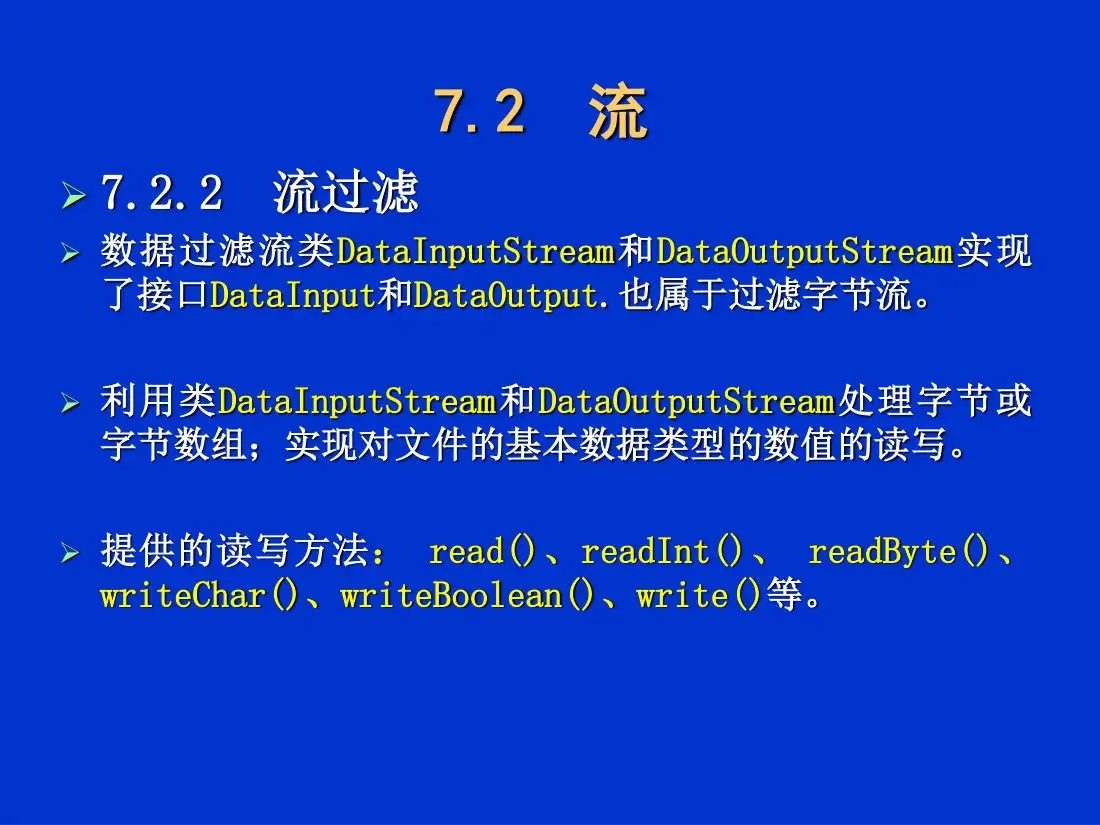 7.2 流
7.2.2 流过滤
数据过滤流类DataInputStream和DataOutputStream实现
了接口DataInput和DataOutput.也属于过滤字节流。
利用类DataInputStream和DataOutputStream处理字节或
字节数组；实现对文件的基本数据类型的数值的读写。
提供的读写方法： read()、readInt()、 readByte()、
writeChar()、writeBoolean()、write()等。